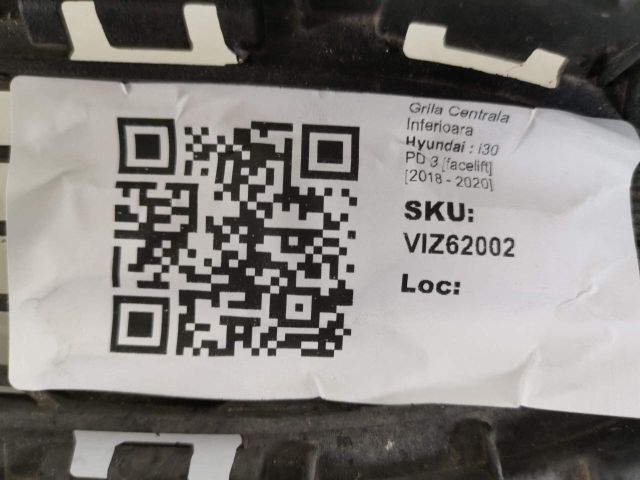 Grila Centrala
Inferioara
Hyundai : i30
PD 3 [facelift]
[2018 - 2020]
SKU:
VIZ62002
Loc: